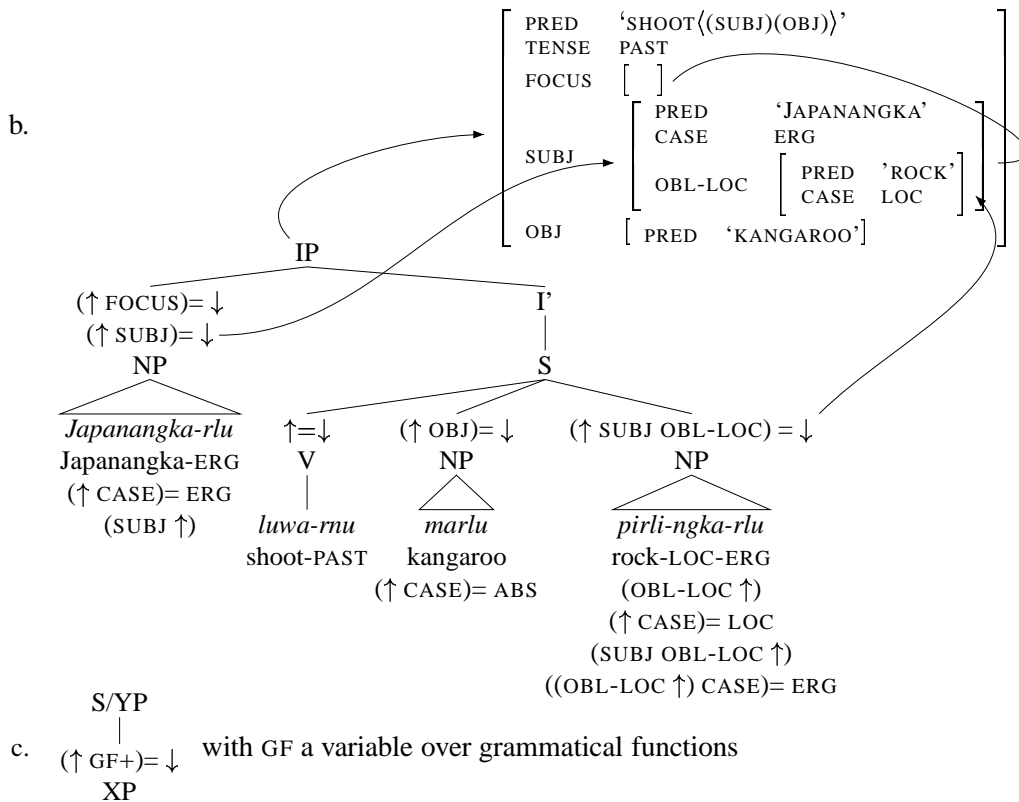 b.
PRED ‘SHOOT⟨(SUBJ)(OBJ)⟩’
TENSE PAST
FOCUS [ ]
SUBJ [ PRED ‘JAPANANGKA’
CASE ERG
OBL-LOC [ PRED ’ROCK’
CASE LOC ] ]
OBJ [ PRED ‘KANGAROO’]
IP
(↑ FOCUS)= ↓ I’
(↑ SUBJ)= ↓
NP S
Japanangka-rlu ↑=↓ (↑ OBJ)= ↓ (↑ SUBJ OBL-LOC) = ↓
Japanangka-ERG V NP NP
(↑ CASE)= ERG
(SUBJ ↑) luwa-rnu marlu pirli-ngka-rlu
shoot-PAST kangaroo rock-LOC-ERG
(↑ CASE)= ABS (OBL-LOC ↑)
(↑ CASE)= LOC
(SUBJ OBL-LOC ↑)
((OBL-LOC ↑) CASE)= ERG
S/YP
c. (↑ GF+)= ↓ with GF a variable over grammatical functions
XP